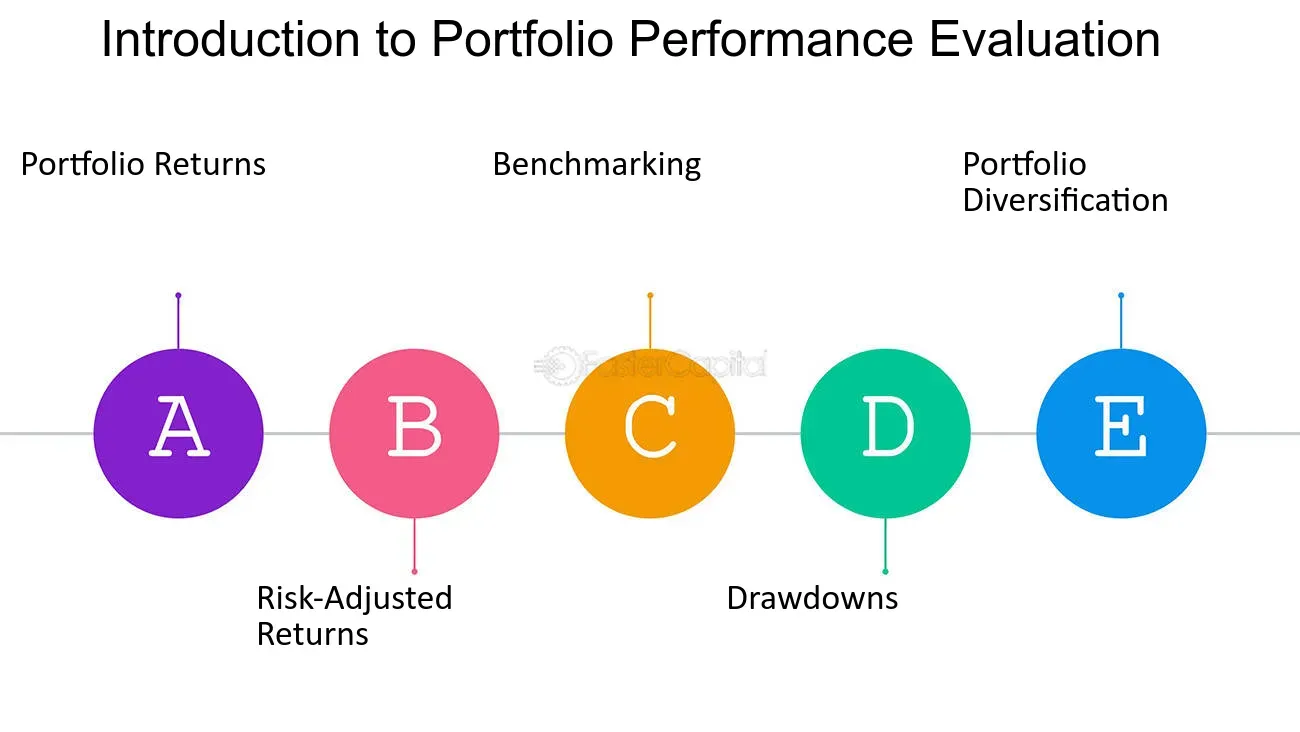 Introduction to Portfolio Performance Evaluation
Portfolio Returns
Benchmarking
Portfolio
Diversification
FasterCapital
A
B
C
D
E
Risk-Adjusted
Returns
Drawdowns